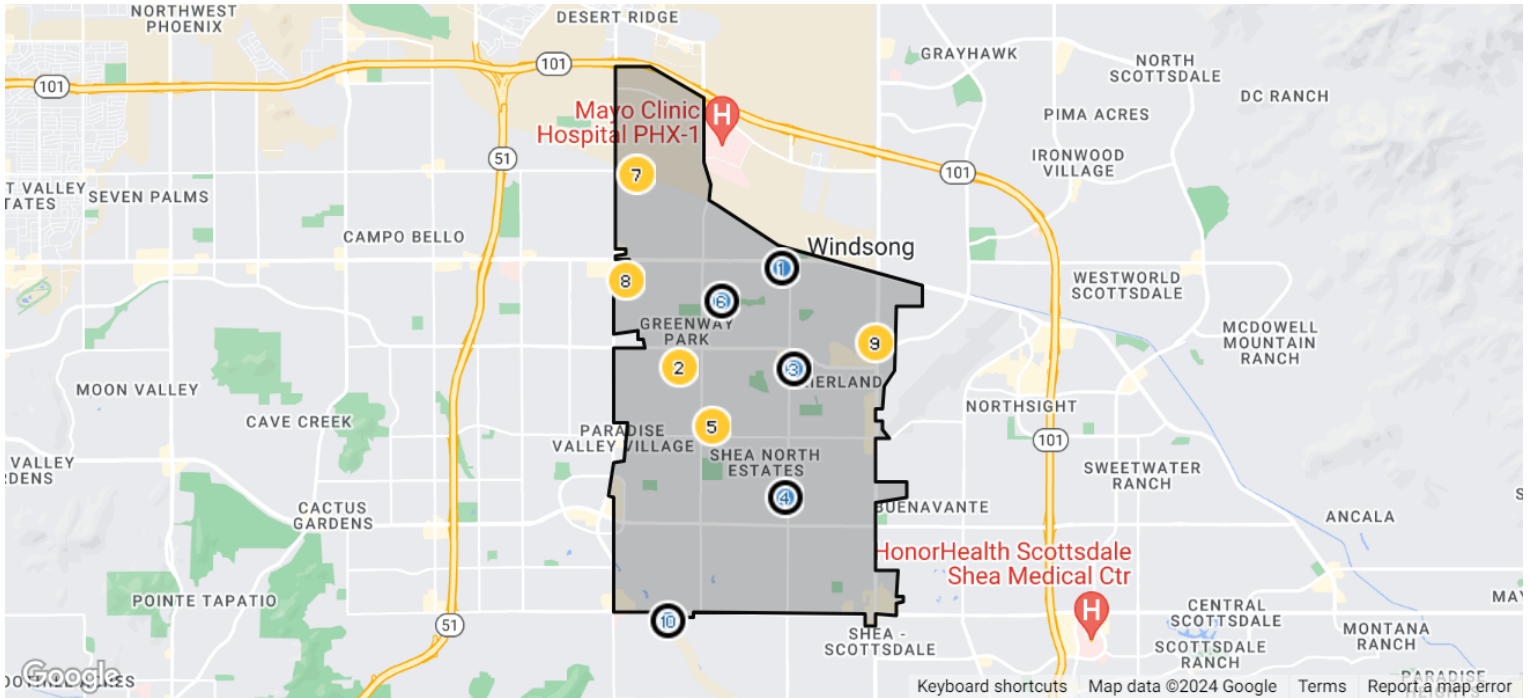 NORTHWEST
PHOENIX
DESERT RIDGE
101
101
GRAYHAWK
NORTH
SCOTTSDALE
DC RANCH
Mayo Clinic
Hospital PHX-1
H
PIMA ACRES
51
IRONWOOD
VILLAGE
101
7
SEVEN PALMS
CAMPO BELLO
Windsong
1
8
WESTWORLD
SCOTTSDALE
6
GREENWAY
PARK
MCDOWELL
MOUNTAIN
RANCH
9
2
3
MOON VALLEY
NORTHSIGHT
CAVE CREEK
5
PARADISE
VALLEY VILLAGE
101
SHEA NORTH
ESTATES
SWEETWATER
RANCH
4
CACTUS
GARDENS
BUENAVANTE
ANCALA
HonorHealth Scottsdale
Shea Medical Ctr
H
POINTE TAPATIO
51
10
CENTRAL
SCOTTSDALE
MONTANA
RANCH
SHEA -
SCOTTSDALE
SCOTTSDALE
RANCH
Google
Keyboard shortcuts
Map data ©2024 Google
Terms
Report a map error